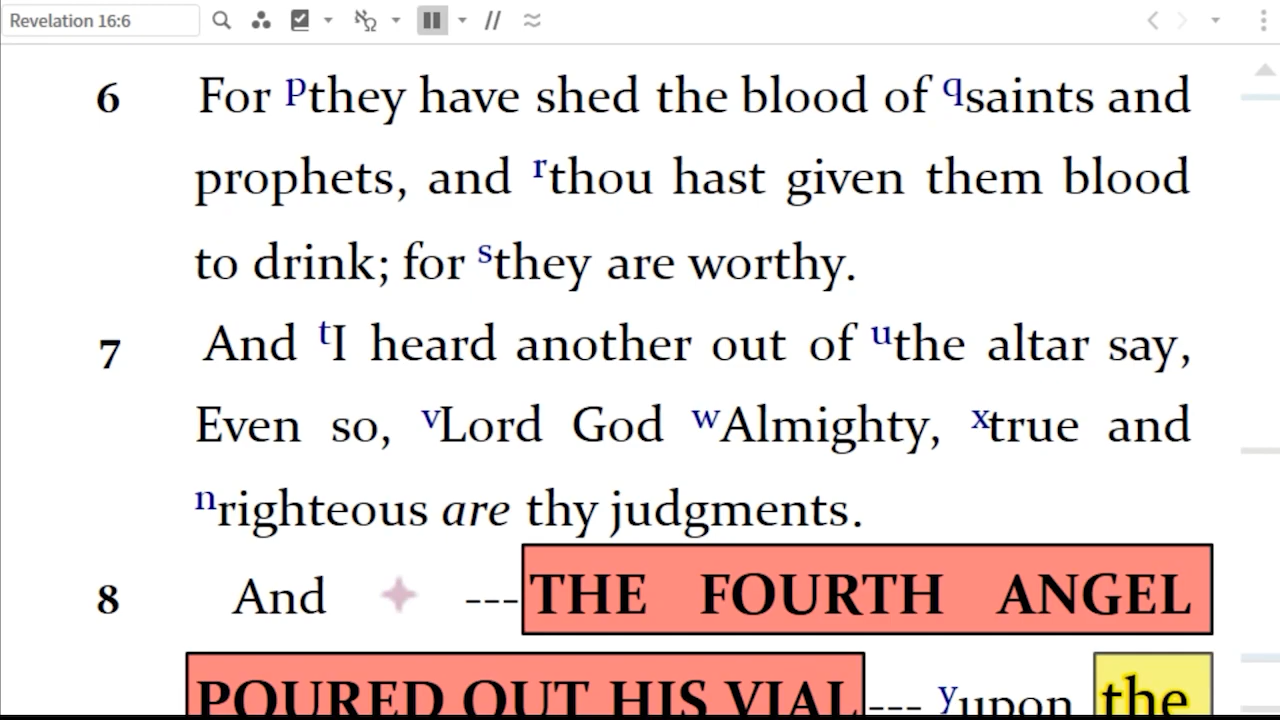 Revelation 16:6
6 For pthey have shed the blood of qsaints and
prophets, and rthou hast given them blood
to drink; for sthey are worthy.
7 And tI heard another out of uthe altar say,
Even so, vLord God wAlmighty, xtrue and
nrighteous are thy judgments.
8 And ---THE FOURTH ANGEL
POURED OUT HIS VIAL--- yupon the